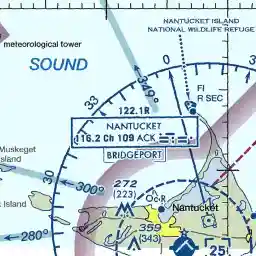 NANTUCKET ISLAND
NATIONAL WILDLIFE REFUGE
meteorological tower
SOUND
349°
FI
R SEC
33
122.1R
NANTUCKET
116.2 Ch 109 ACK
BRIDGEPORT
Muskeget
Island
30
300°
272
(223)
Oc R
Nantucket
Island
280°
359
(343)
25